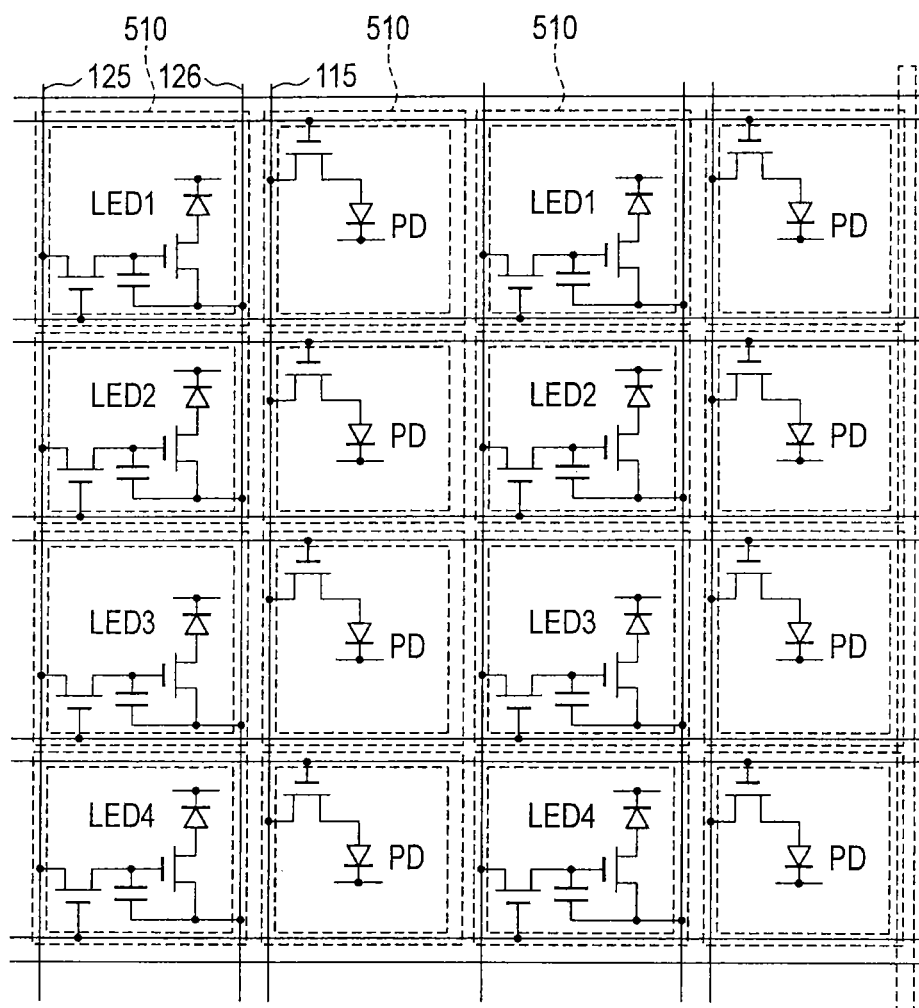 510 510 510
125 126 115
LED1 PD LED1 PD
LED2 PD LED2 PD
LED3 PD LED3 PD
LED4 PD LED4 PD